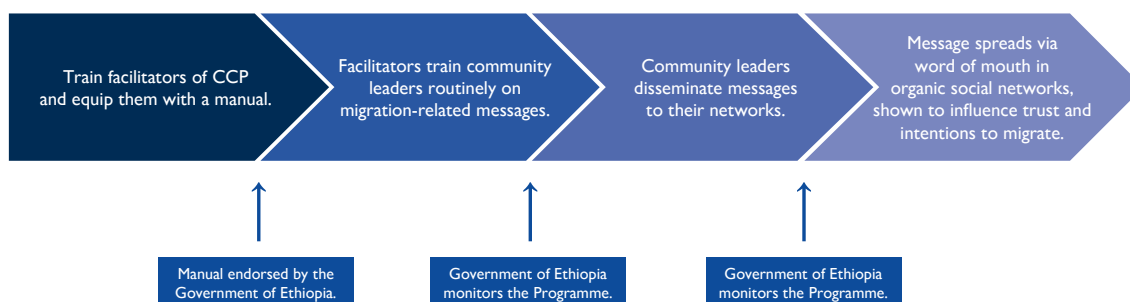 Train facilitators of CCP
and equip them with a manual.
Facilitators train community
leaders routinely on
migration-related messages.
Community leaders
disseminate messages
to their networks.
Message spreads via
word of mouth in
organic social networks,
shown to influence trust and
intentions to migrate.
Manual endorsed by the
Government of Ethiopia.
Government of Ethiopia
monitors the Programme.
Government of Ethiopia
monitors the Programme.